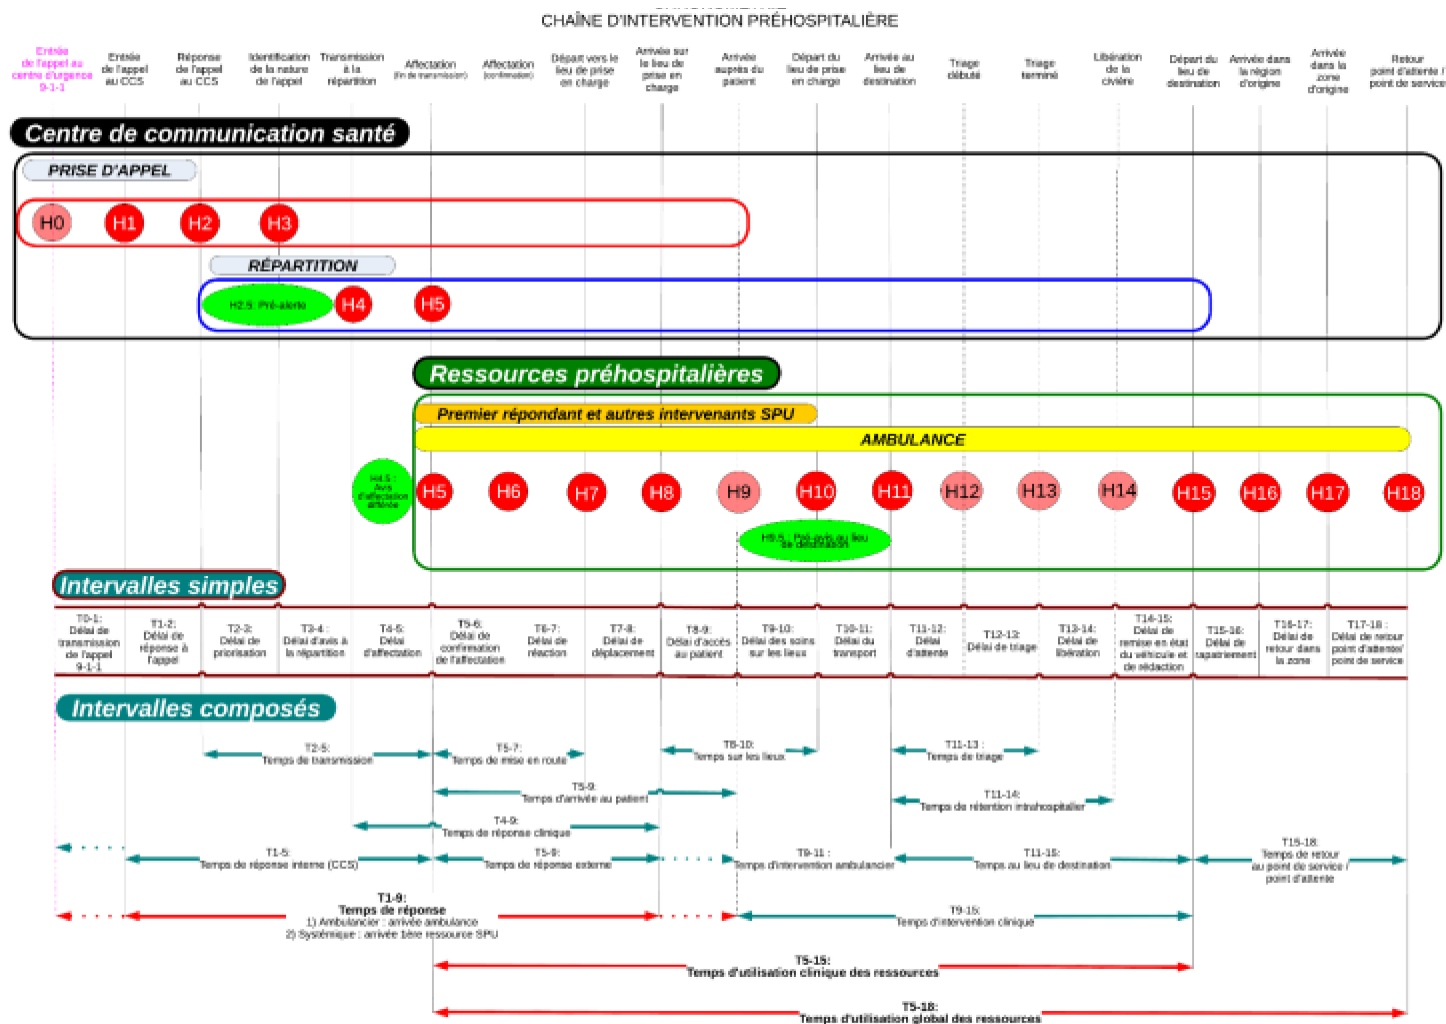 CHAÎNE D'INTERVENTION PRÉHOSPITALIÈRE
Entrée
de l'appel au
centre d'urgence
9-1-1
Entrée
de l'appel
au CCS
Réponse
de l'appel
au CCS
Identification
de la nature
de l'appel
Transmission
à la
répartition
Affectation
(fin de transmission)
Affectation
(confirmation)
Départ vers le
lieu de prise
en charge
Arrivée sur
le lieu de
prise en
charge
Arrivée
auprès du
patient
Départ du
lieu de prise
en charge
Arrivée au
lieu de
destination
Triage
débuté
Triage
terminé
Libération
de la
civière
Départ du
lieu de
destination
Arrivée dans
la région
d'origine
Arrivée
dans la
zone
d'origine
Retour
point d'attente /
point de service
Centre de communication santé
PRISE D'APPEL
H0 H1 H2 H3
RÉPARTITION
H2.5: Pré-alerte H4 H5
Ressources préhospitalières
Premier répondant et autres intervenants SPU
AMBULANCE
H4.5 :
Avis
d'affectation
différée
H5 H6 H7 H8 H9 H10 H11 H12 H13 H14 H15 H16 H17 H18
H9.5 : Pré-avis au lieu
de destination
Intervalles simples
T0-1:
Délai de
transmission
de l'appel
9-1-1
T1-2:
Délai de
réponse à
l'appel
T2-3:
Délai de
priorisation
T3-4 :
Délai d'avis à
la répartition
T4-5:
Délai
d'affectation
T5-6:
Délai de
confirmation
de l'affectation
T6-7:
Délai de
réaction
T7-8:
Délai de
déplacement
T8-9:
Délai d'accès
au patient
T9-10:
Délai des soins
sur les lieux
T10-11:
Délai du
transport
T11-12:
Délai
d'attente
T12-13:
Délai de triage
T13-14:
Délai de
libération
T14-15:
Délai de
remise en état
du véhicule et
de rédaction
T15-16:
Délai de
rapatriement
T16-17:
Délai de
retour dans
la zone
T17-18 :
Délai de retour
point d'attente/
point de service
Intervalles composés
T2-5:
Temps de transmission
T5-7:
Temps de mise en route
T8-10:
Temps sur les lieux
T11-13 :
Temps de triage
T5-9:
Temps d'arrivée au patient
T11-14:
Temps de rétention intrahospitalier
T4-9:
Temps de réponse clinique
T1-5:
Temps de réponse interne (CCS)
T5-9:
Temps de réponse externe
T9-11 :
Temps d'intervention ambulancier
T11-15:
Temps au lieu de destination
T15-18:
Temps de retour
au point de service /
point d'attente
T1-9:
Temps de réponse
1) Ambulancier : arrivée ambulance
2) Systémique : arrivée 1ère ressource SPU
T9-15:
Temps d'intervention clinique
T5-15:
Temps d'utilisation clinique des ressources
T5-18:
Temps d'utilisation global des ressources